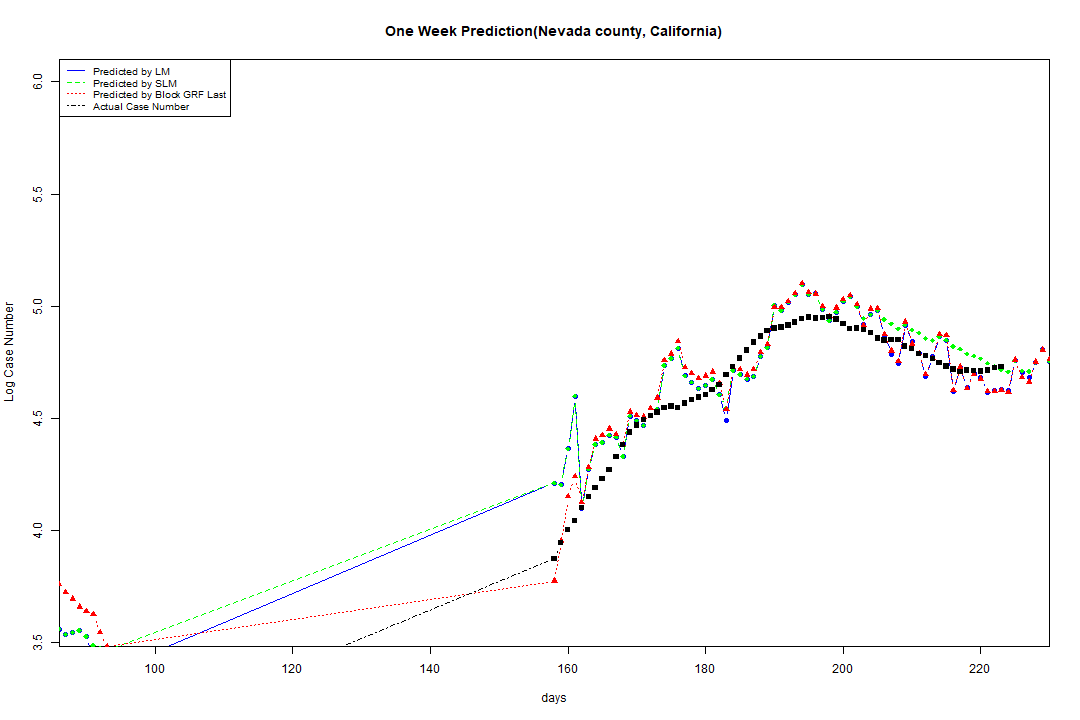 One Week Prediction(Nevada county, California)
Predicted by LM
Predicted by SLM
Predicted by Block GRF Last
Actual Case Number
6.0
5.5
5.0
4.5
4.0
3.5
Log Case Number
100 120 140 160 180 200 220
days